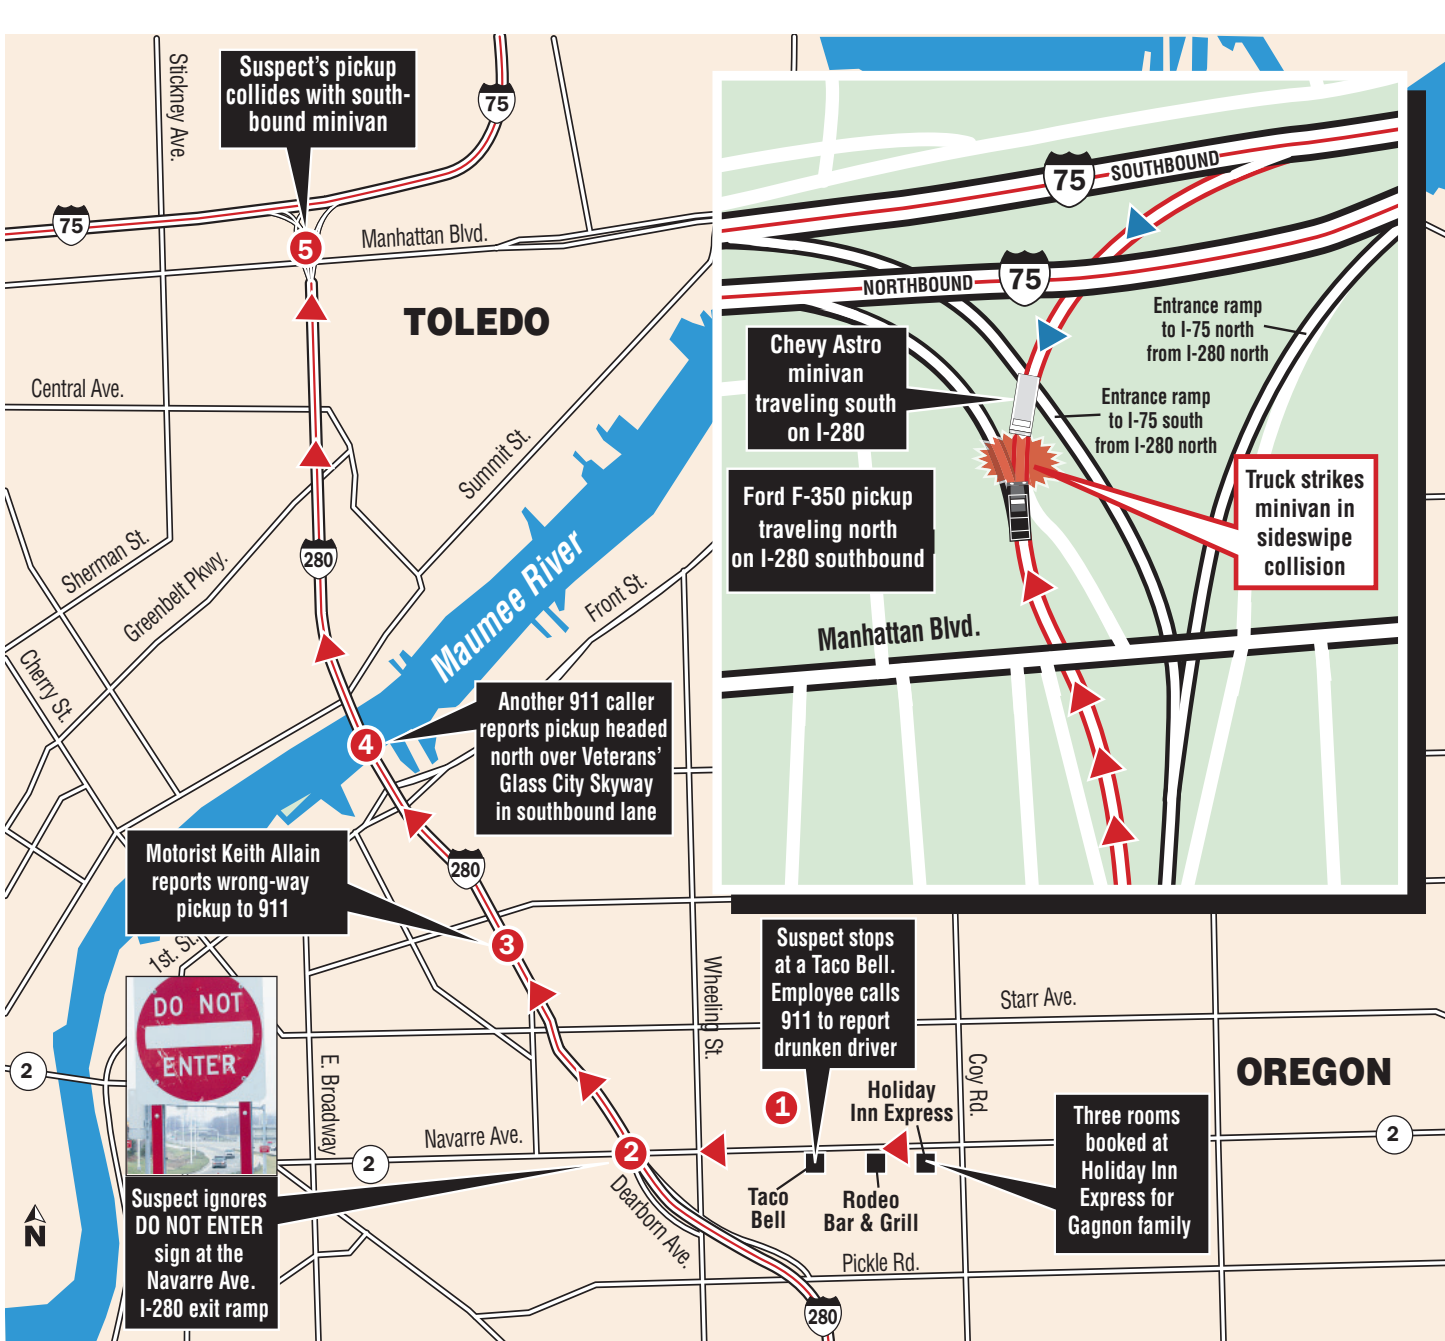 Suspect's pickup
collides with south-
bound minivan
Stickney Ave.
75
75
5
Manhattan Blvd.
TOLEDO
Central Ave.
Summit St.
280
Sherman St.
Greenbelt Pkwy.
Cherry St.
Maumee River
Front St.
4
Another 911 caller
reports pickup headed
north over Veterans'
Glass City Skyway
in southbound lane
280
Motorist Keith Allain
reports wrong-way
pickup to 911
3
1st. St.
DO NOT
ENTER
Suspect ignores
DO NOT ENTER
sign at the
Navarre Ave.
I-280 exit ramp
2
N
E. Broadway
2
Navarre Ave.
2
Dearborn Ave.
Wheeling St.
280
1
Suspect stops
at a Taco Bell.
Employee calls
911 to report
drunken driver
Taco
Bell
Rodeo
Bar & Grill
Holiday
Inn Express
Three rooms
booked at
Holiday Inn
Express for
Gagnon family
Coy Rd.
Starr Ave.
OREGON
2
Pickle Rd.
75
SOUTHBOUND
75
NORTHBOUND
Entrance ramp
to I-75 north
from I-280 north
Entrance ramp
to I-75 south
from I-280 north
Chevy Astro
minivan
traveling south
on I-280
Ford F-350 pickup
traveling north
on I-280 southbound
Truck strikes
minivan in
sideswipe
collision
Manhattan Blvd.